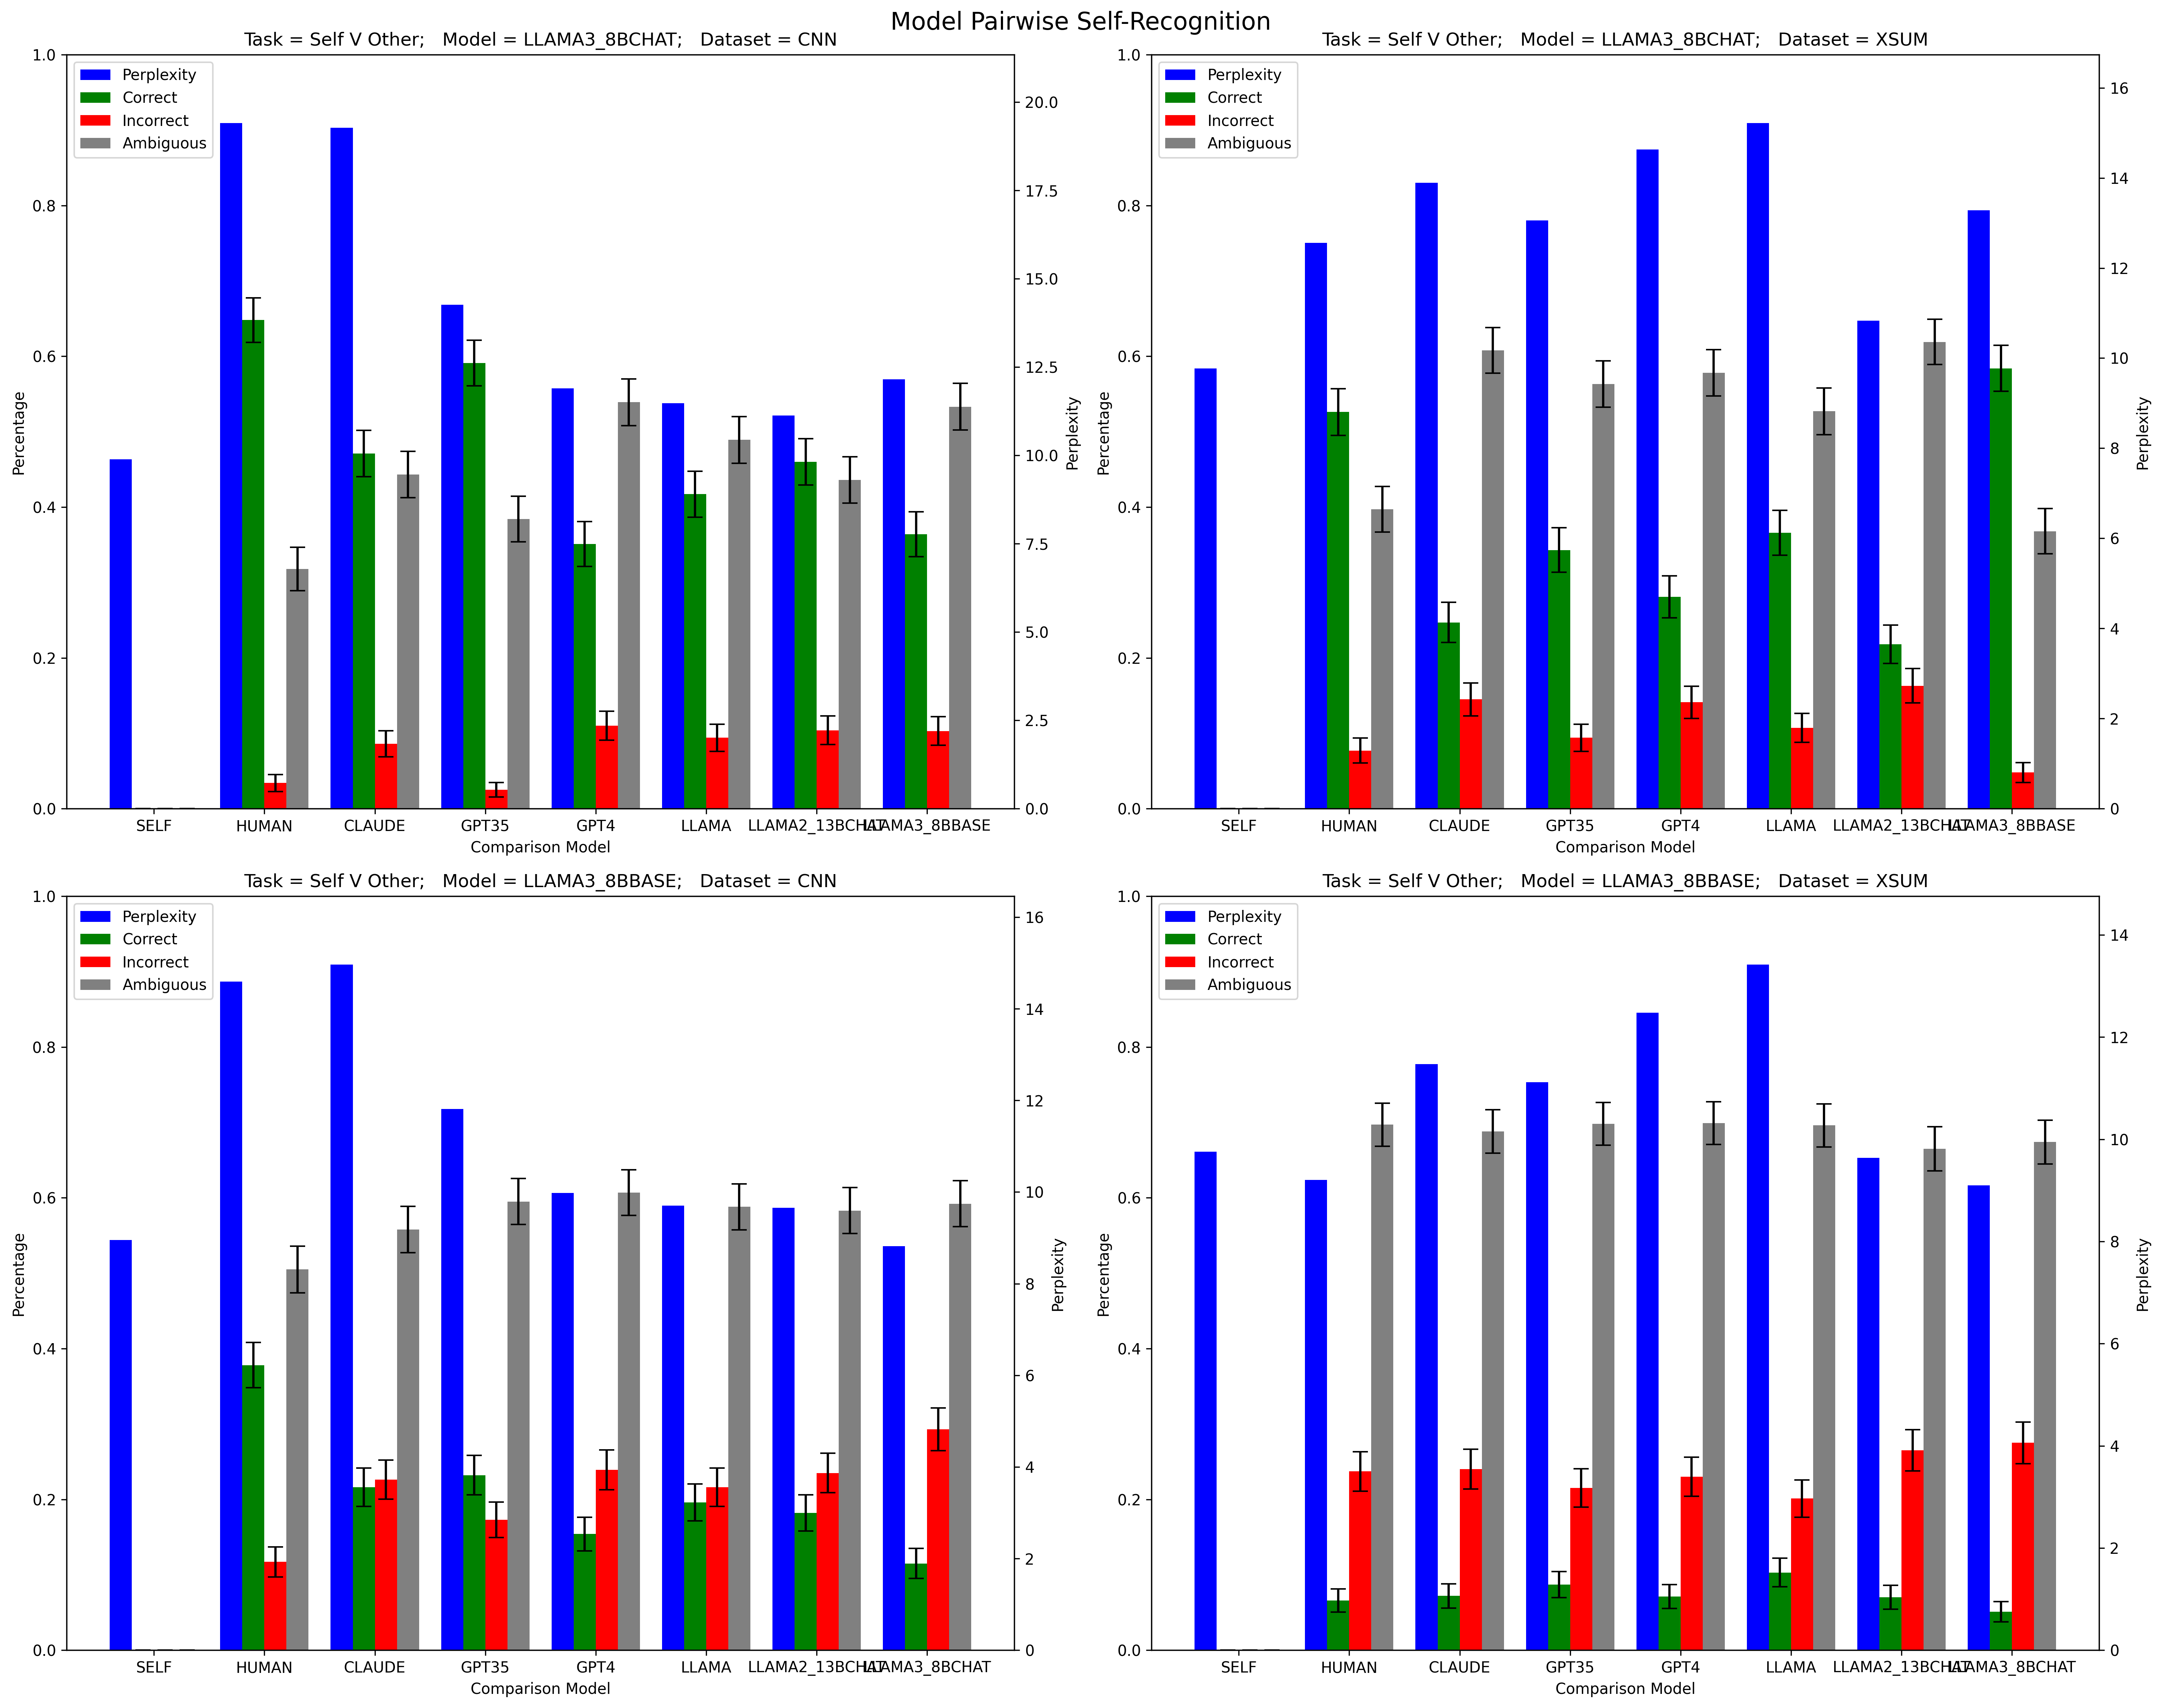 Model Pairwise Self-Recognition
Task = Self V Other;   Model = LLAMA3_8BCHAT;   Dataset = CNN
1.0
0.8
0.6
0.4
0.2
0.0
Percentage
Perplexity
Correct
Incorrect
Ambiguous
20.0
17.5
15.0
12.5
10.0
7.5
5.0
2.5
0.0
Perplexity
SELF HUMAN CLAUDE GPT35 GPT4 LLAMA LLAMA2_13BCHAT LLAMA3_8BBASE
Comparison Model
Task = Self V Other;   Model = LLAMA3_8BCHAT;   Dataset = XSUM
1.0
0.8
0.6
0.4
0.2
0.0
Percentage
Perplexity
Correct
Incorrect
Ambiguous
16
14
12
10
8
6
4
2
0
Perplexity
SELF HUMAN CLAUDE GPT35 GPT4 LLAMA LLAMA2_13BCHAT LLAMA3_8BBASE
Comparison Model
Task = Self V Other;   Model = LLAMA3_8BBASE;   Dataset = CNN
1.0
0.8
0.6
0.4
0.2
0.0
Percentage
Perplexity
Correct
Incorrect
Ambiguous
16
14
12
10
8
6
4
2
0
Perplexity
SELF HUMAN CLAUDE GPT35 GPT4 LLAMA LLAMA2_13BCHAT LLAMA3_8BCHAT
Comparison Model
Task = Self V Other;   Model = LLAMA3_8BBASE;   Dataset = XSUM
1.0
0.8
0.6
0.4
0.2
0.0
Percentage
Perplexity
Correct
Incorrect
Ambiguous
14
12
10
8
6
4
2
0
Perplexity
SELF HUMAN CLAUDE GPT35 GPT4 LLAMA LLAMA2_13BCHAT LLAMA3_8BCHAT
Comparison Model